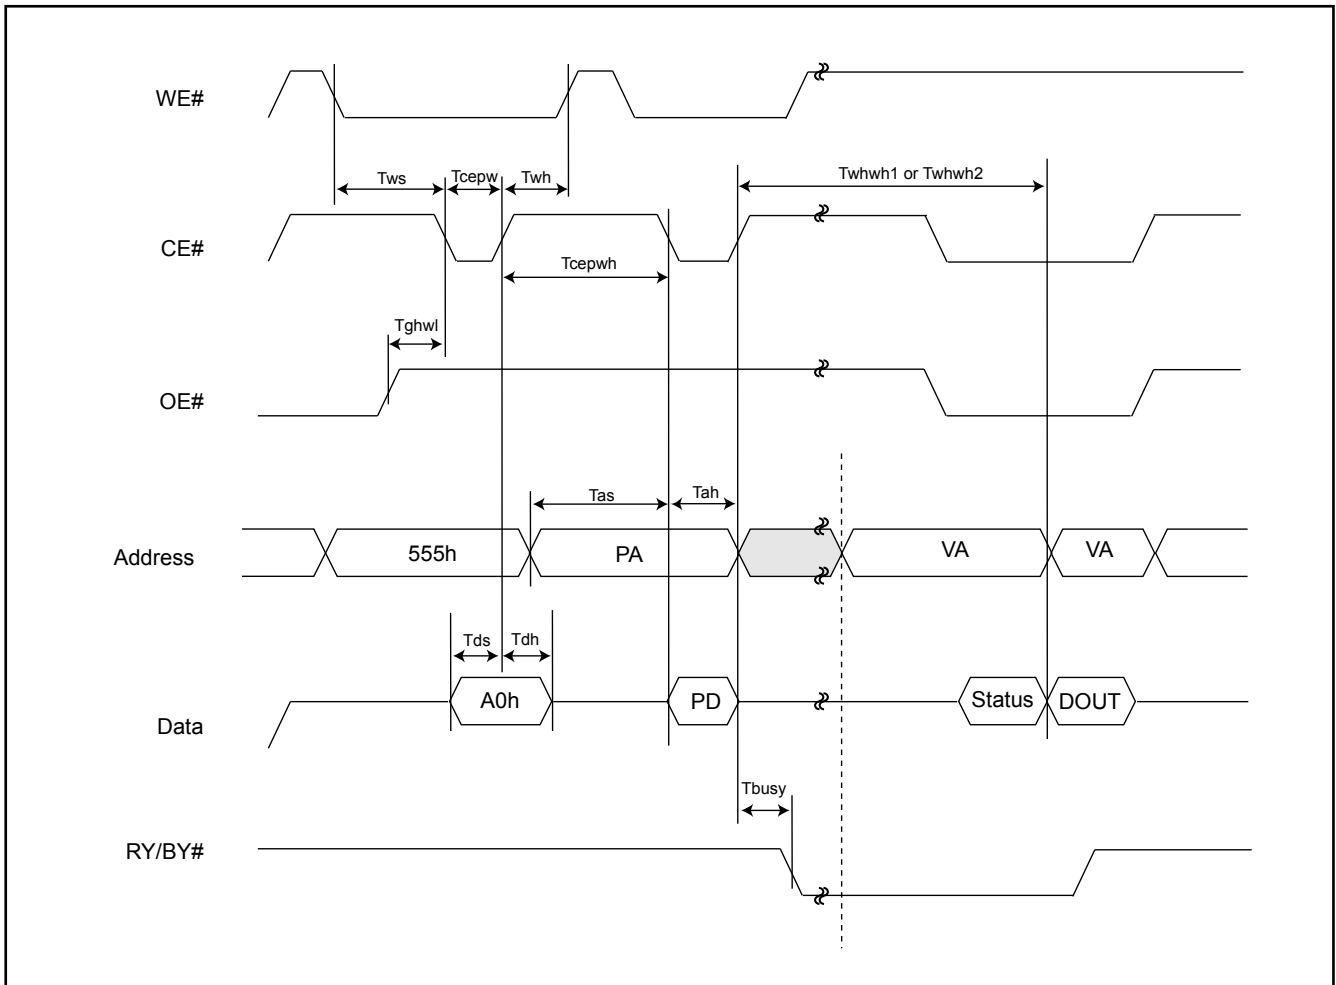 WE#
Tws
Tcepw
Twh
Twhwh1 or Twhwh2
CE#
Tcepwh
Tghwl
OE#
Tas
Tah
Address
555h
PA
VA
VA
Tds
Tdh
Data
A0h
PD
Status
DOUT
Tbusy
RY/BY#